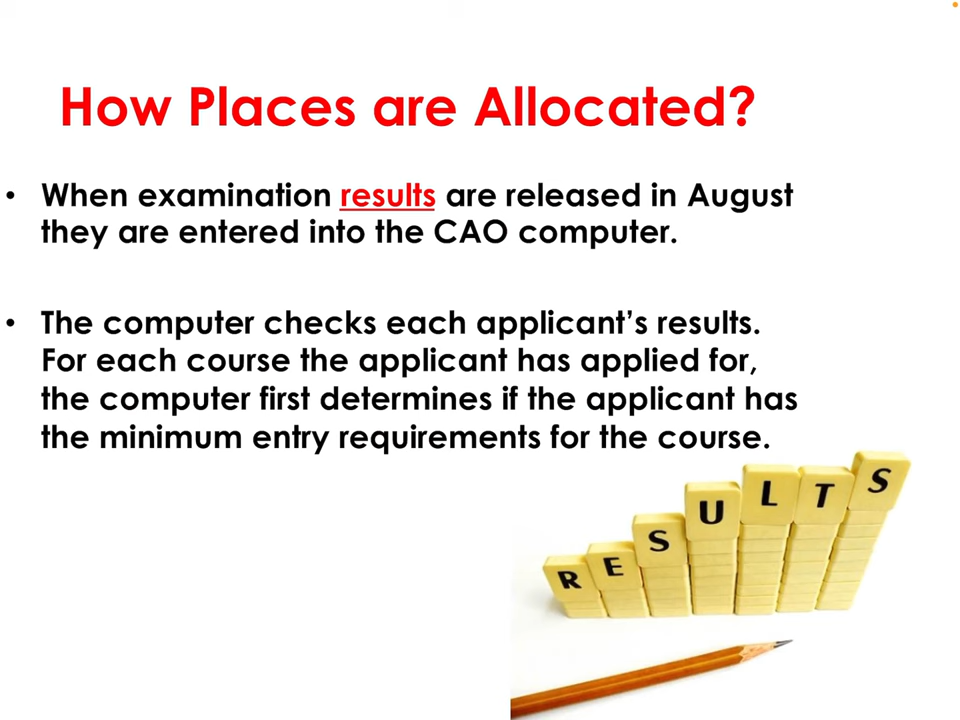 How Places are Allocated?
• When examination results are released in August
they are entered into the CAO computer.
• The computer checks each applicant’s results.
For each course the applicant has applied for,
the computer first determines if the applicant has
the minimum entry requirements for the course.
RESULTS